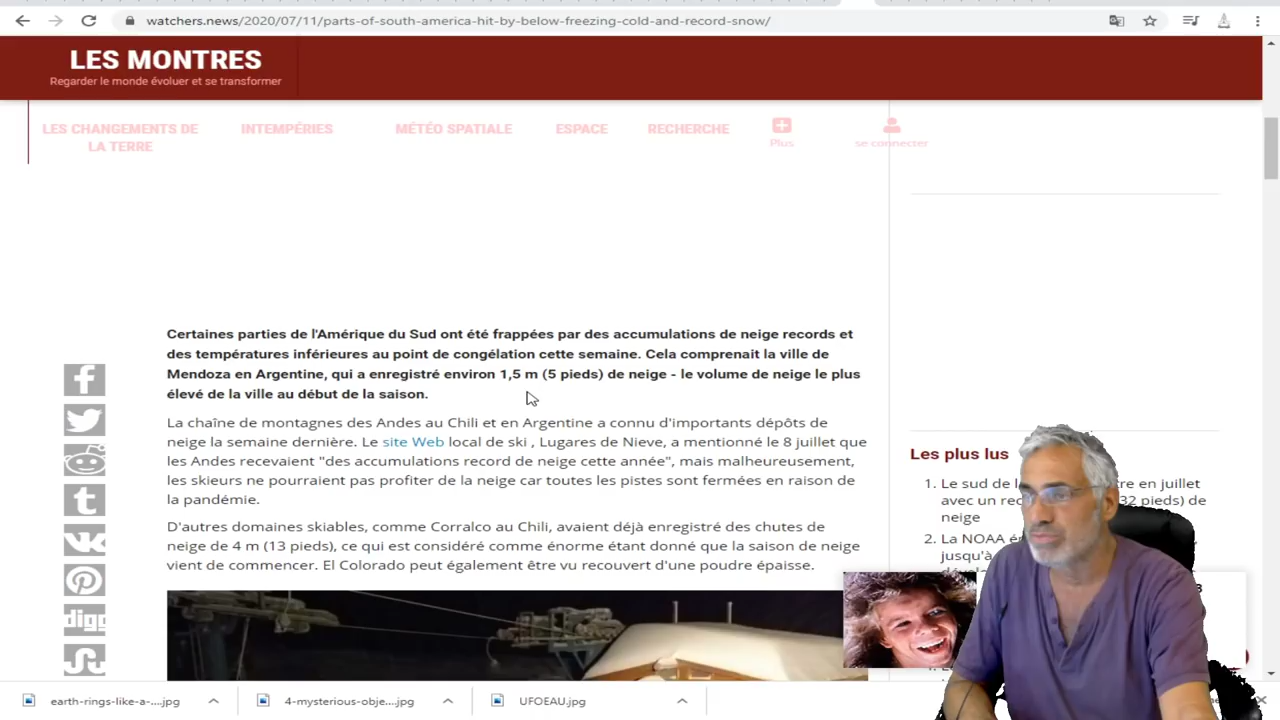 watchers.news/2020/07/11/parts-of-south-america-hit-by-below-freezing-cold-and-record-snow/
LES MONTRES
Regarder le monde évoluer et se transformer
LES CHANGEMENTS DE
LA TERRE
INTEMPÉRIES
MÉTÉO SPATIALE
ESPACE
RECHERCHE
Plus
se connecter
Certaines parties de l'Amérique du Sud ont été frappées par des accumulations de neige records et
des températures inférieures au point de congélation cette semaine. Cela comprenait la ville de
Mendoza en Argentine, qui a enregistré environ 1,5 m (5 pieds) de neige - le volume de neige le plus
élevé de la ville au début de la saison.
La chaîne de montagnes des Andes au Chili et en Argentine a connu d'importants dépôts de
neige la semaine dernière. Le site Web local de ski , Lugares de Nieve, a mentionné le 8 juillet que
les Andes recevaient "des accumulations record de neige cette année", mais malheureusement,
les skieurs ne pourraient pas profiter de la neige car toutes les pistes sont fermées en raison de
la pandémie.
D'autres domaines skiables, comme Corralco au Chili, avaient déjà enregistré des chutes de
neige de 4 m (13 pieds), ce qui est considéré comme énorme étant donné que la saison de neige
vient de commencer. El Colorado peut également être vu recouvert d'une poudre épaisse.
digg
Les plus lus
1. Le sud de en juillet
avec un 32 pieds) de
neige
2. La NOAA
jusqu'à
earth-rings-like-a-....jpg
4-mysterious-obje....jpg
UFOEAU.jpg